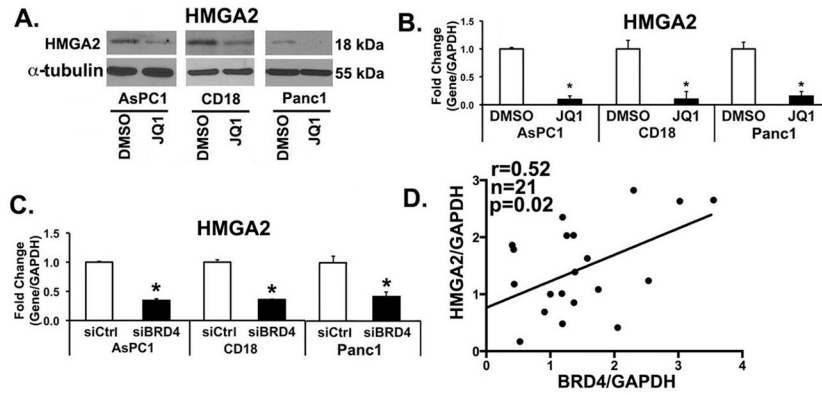 A.
HMGA2
HMGA2
18 kDa
α-tubulin
55 kDa
AsPC1 CD18 Panc1
DMSO JQ1 DMSO JQ1 DMSO JQ1
B.
HMGA2
Fold Change
(Gene/GAPDH)
1.5
1.0
0.5
0.0
* * *
DMSO JQ1 DMSO JQ1 DMSO JQ1
AsPC1 CD18 Panc1
C.
HMGA2
Fold Change
(Gene/GAPDH)
1.5
1.0
0.5
0.0
* * *
siCtrl siBRD4 siCtrl siBRD4 siCtrl siBRD4
AsPC1 CD18 Panc1
D.
r=0.52
n=21
p=0.02
HMGA2/GAPDH
3
2
1
0
0 1 2 3 4
BRD4/GAPDH